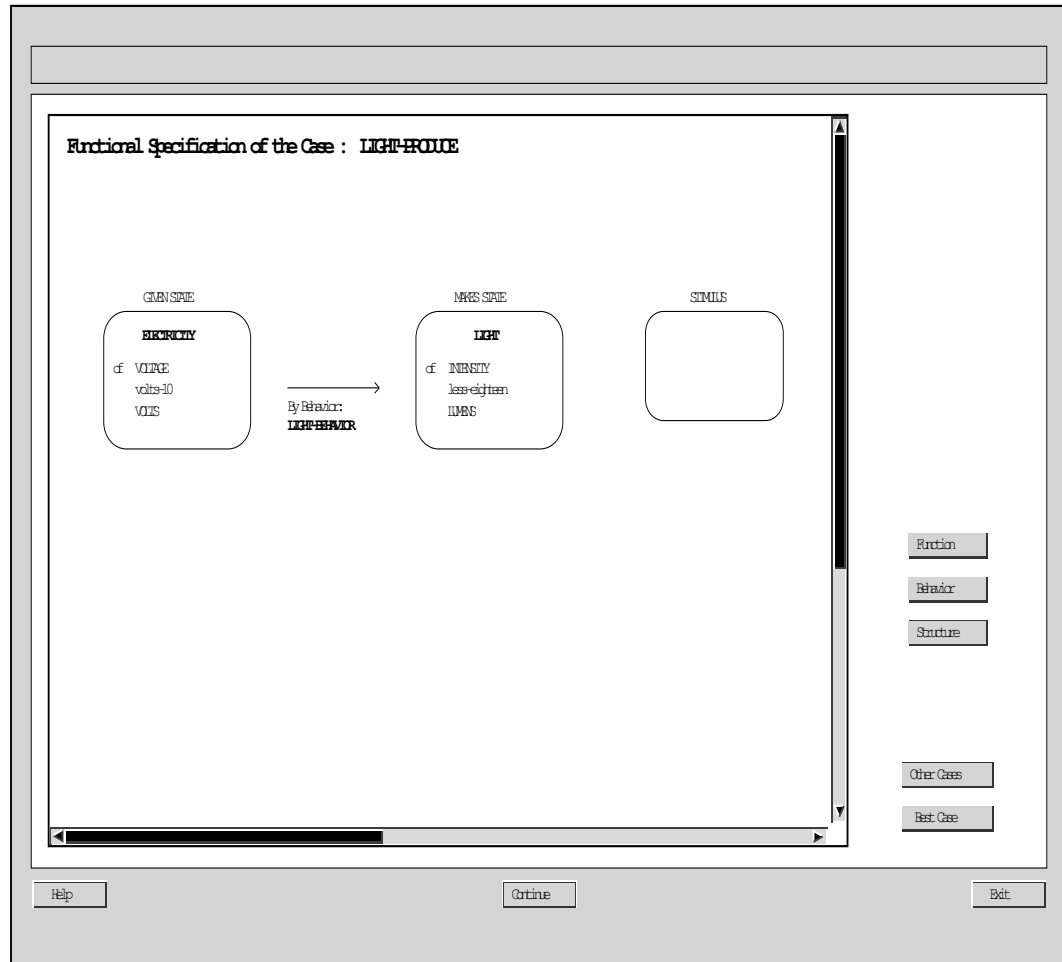 Functional Specification of the Case : LIGHT-PRODUCE
GIVEN STATE
MAKES STATE
STIMULUS
ELECTRICITY
LIGHT
of VOLTAGE
of INTENSITY
volts-10
less-eighteen
VOLTS
By Behavior:
LUMENS
LIGHT-BEHAVIOR
Function
Behavior
Structure
Other Cases
Best Case
Help
Continue
Exit